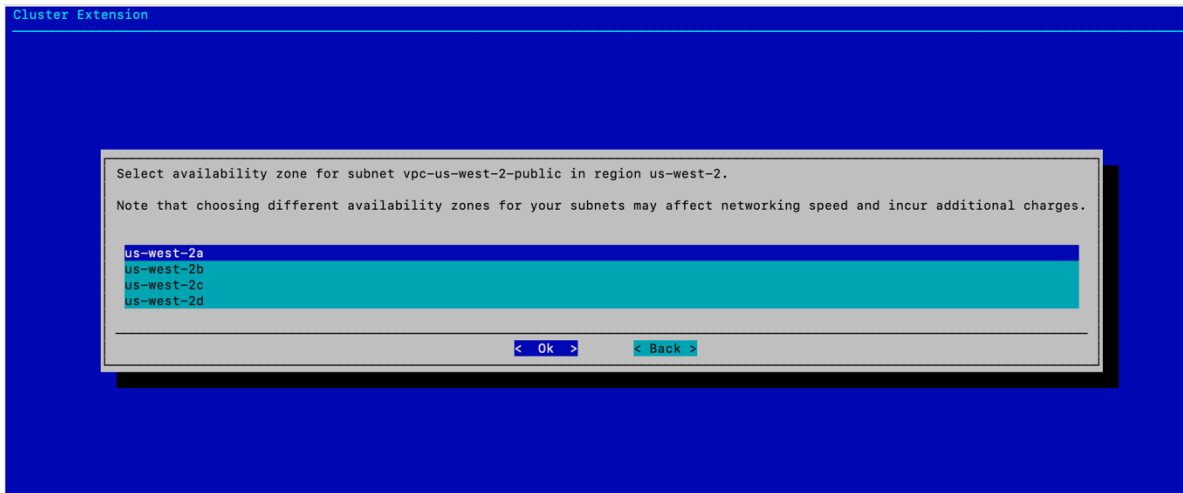 Cluster Extension
Select availability zone for subnet vpc-us-west-2-public in region us-west-2.
Note that choosing different availability zones for your subnets may affect networking speed and incur additional charges.
us-west-2a
us-west-2b
us-west-2c
us-west-2d
<  Ok  > < Back >